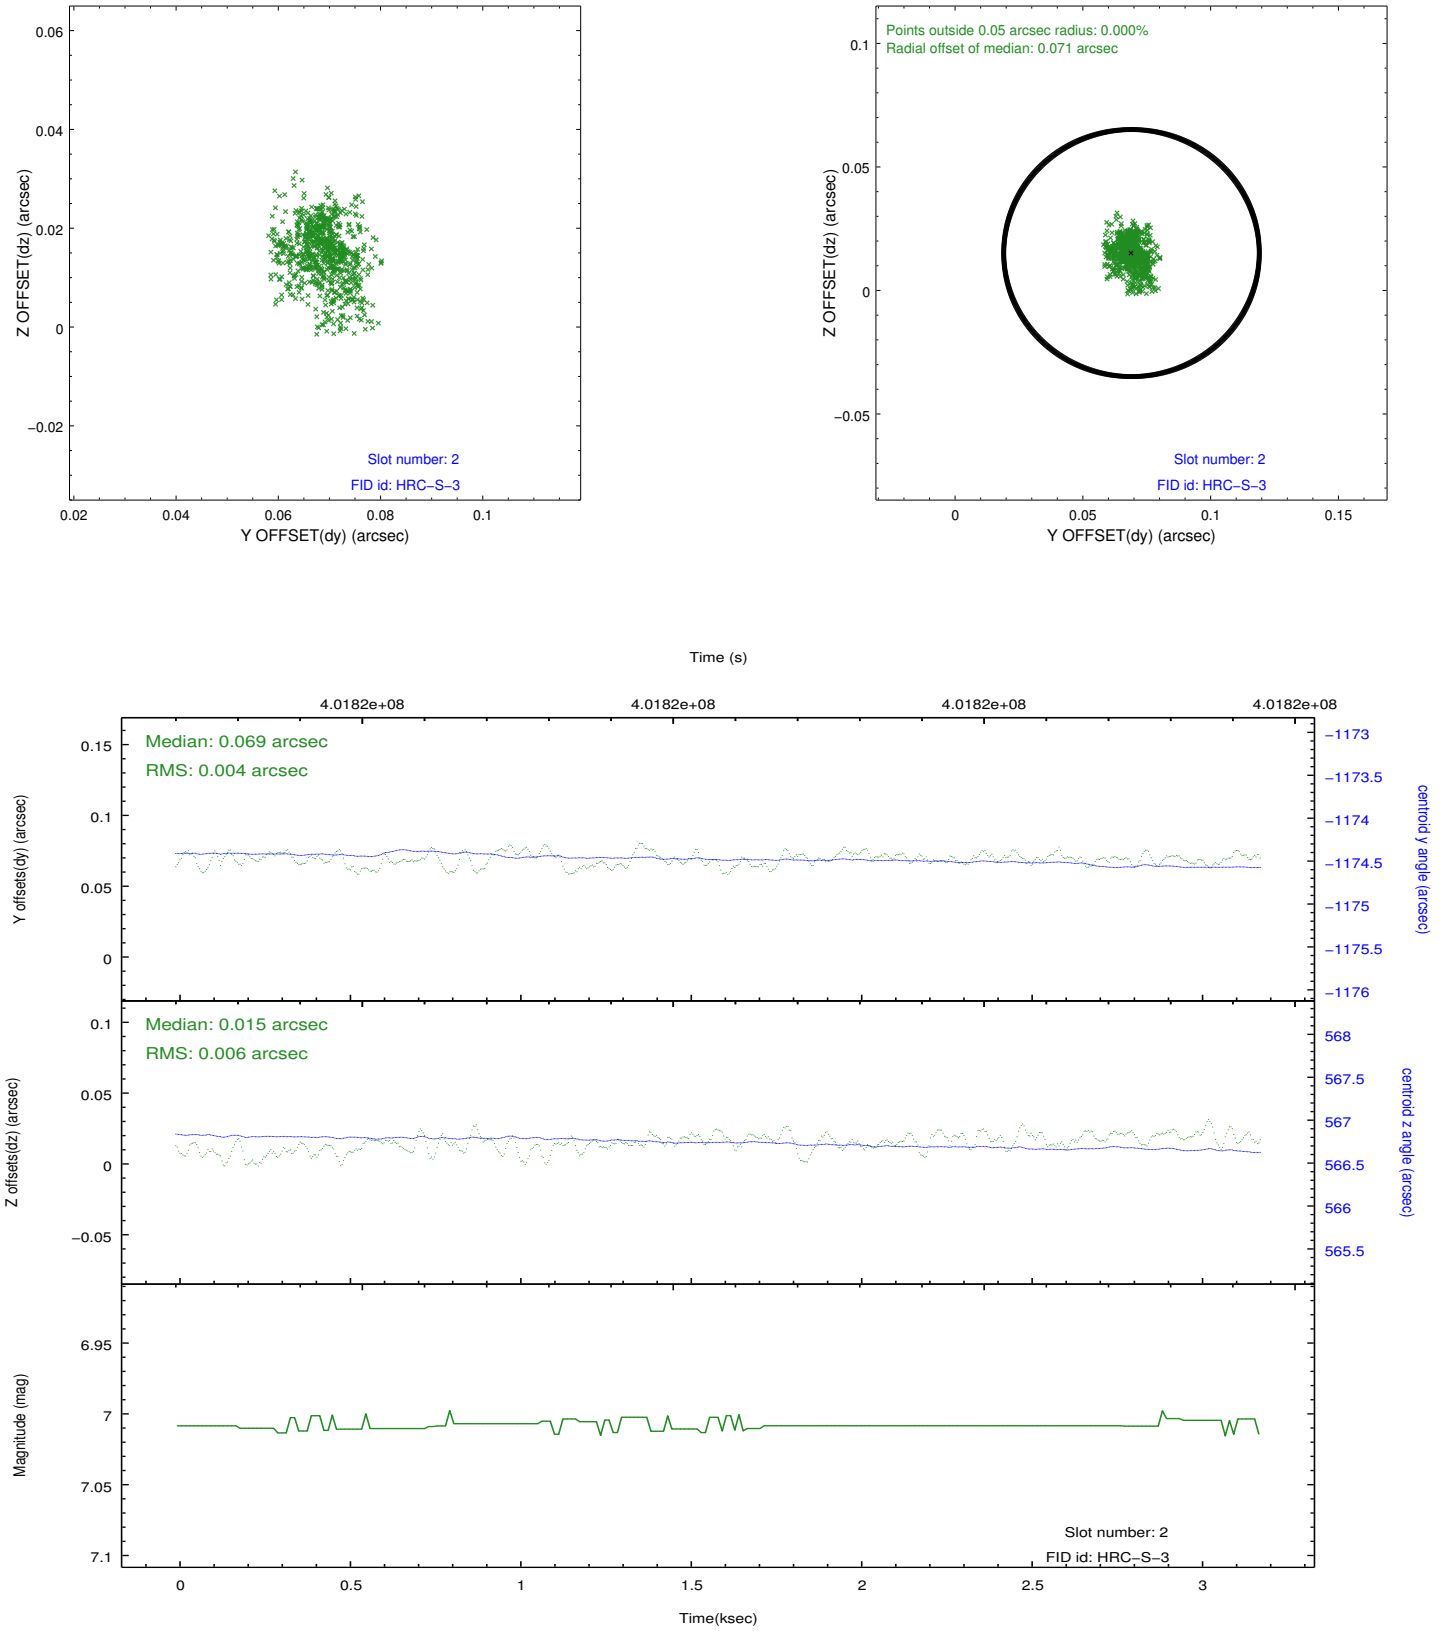 0.06
0.04
0.02
0
−0.02
Z OFFSET(dz) (arcsec)
Slot number: 2
FID id: HRC−S−3
0.02 0.04 0.06 0.08 0.1
Y OFFSET(dy) (arcsec)
Points outside 0.05 arcsec radius: 0.000%
Radial offset of median: 0.071 arcsec
0.1
0.05
0
−0.05
Z OFFSET(dz) (arcsec)
Slot number: 2
FID id: HRC−S−3
0 0.05 0.1 0.15
Y OFFSET(dy) (arcsec)
Time (s)
4.0182e+08 4.0182e+08 4.0182e+08 4.0182e+08
Median: 0.069 arcsec
RMS: 0.004 arcsec
0.15
0.1
0.05
0
Y offsets(dy) (arcsec)
−1173
−1173.5
−1174
−1174.5
−1175
−1175.5
−1176
centroid y angle (arcsec)
Median: 0.015 arcsec
RMS: 0.006 arcsec
0.1
0.05
0
−0.05
Z offsets(dz) (arcsec)
568
567.5
567
566.5
566
565.5
centroid z angle (arcsec)
6.95
7
7.05
7.1
Magnitude (mag)
Slot number: 2
FID id: HRC−S−3
0 0.5 1 1.5 2 2.5 3
Time(ksec)